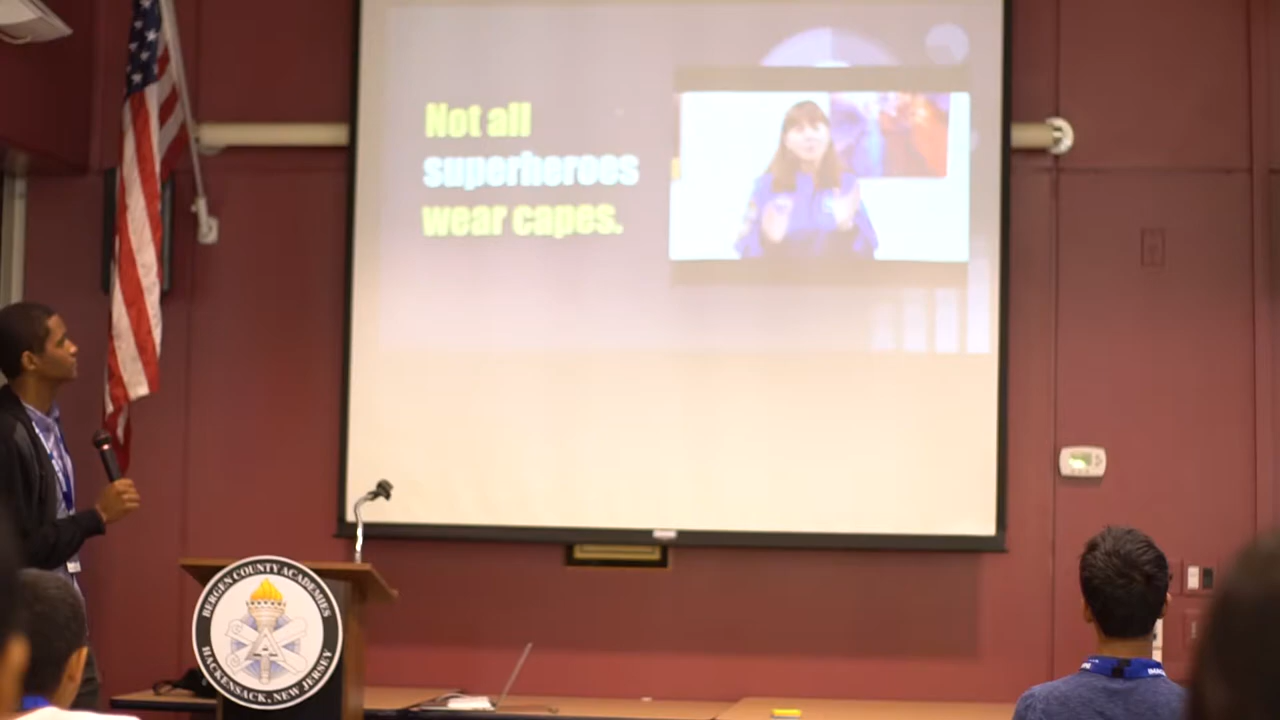 Not all
superheroes
wear capes.
BERGEN COUNTY ACADEMIES
A
HACKENSACK, NEW JERSEY